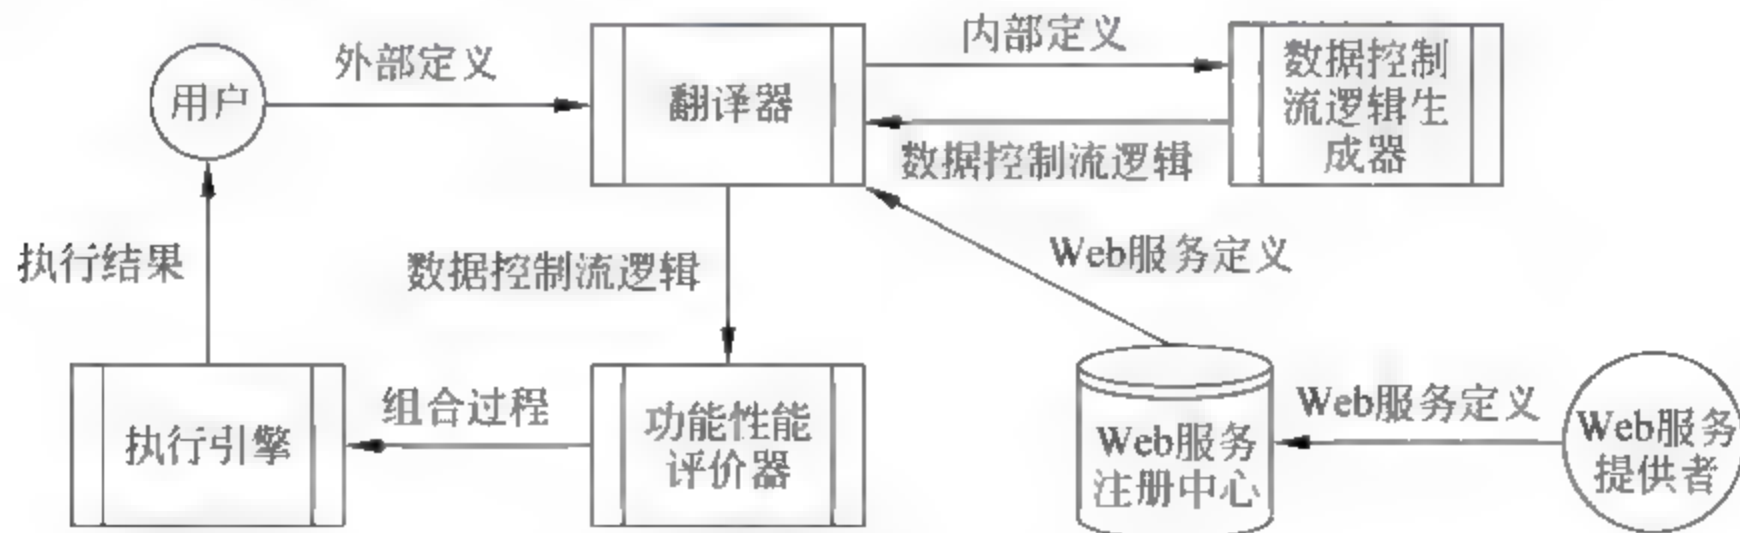 用户
外部定义
翻译器
内部定义
数据控制
流逻辑生
成器
数据控制流逻辑
执行结果
数据控制流逻辑
Web服务定义
执行引擎
组合过程
功能性能
评价器
Web服务
注册中心
Web服务定义
Web服务
提供者